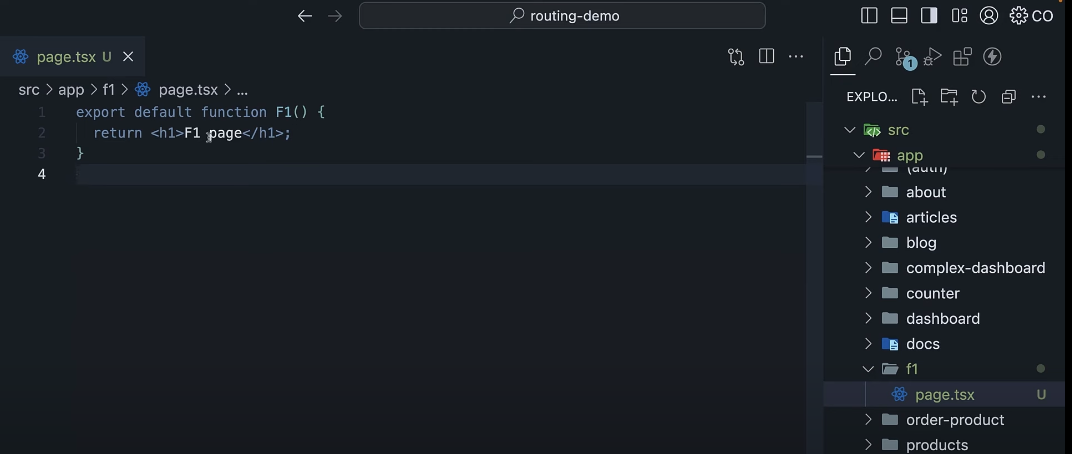 routing-demo
CO
page.tsx U
src > app > f1 > page.tsx > ...
1 export default function F1() {
2 return <h1>F1 page</h1>;
3 }
4
1
EXPLO...
src
app
(auth)
about
articles
blog
complex-dashboard
counter
dashboard
docs
f1
page.tsx U
order-product
products